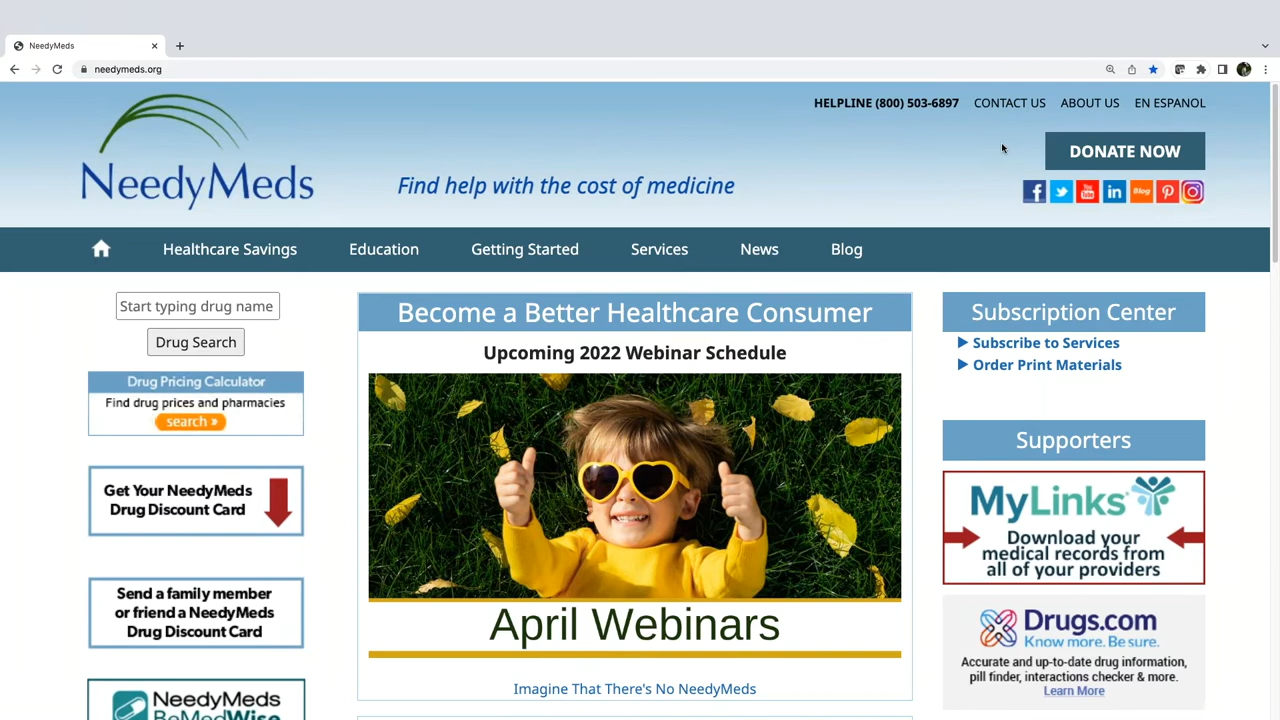 NeedyMeds
needymeds.org
HELPLINE (800) 503-6897 CONTACT US ABOUT US EN ESPANOL
NeedyMeds
Find help with the cost of medicine
DONATE NOW
Blog
Healthcare Savings Education Getting Started Services News Blog
Start typing drug name
Drug Search
Drug Pricing Calculator
Find drug prices and pharmacies
search »
Get Your NeedyMeds
Drug Discount Card
Send a family member
or friend a NeedyMeds
Drug Discount Card
NeedyMeds
BeMedWise
Become a Better Healthcare Consumer
Upcoming 2022 Webinar Schedule
April Webinars
Imagine That There's No NeedyMeds
Subscription Center
Subscribe to Services
Order Print Materials
Supporters
MyLinks
Download your
medical records from
all of your providers
Drugs.com
Know more. Be sure.
Accurate and up-to-date drug information,
pill finder, interactions checker & more.
Learn More